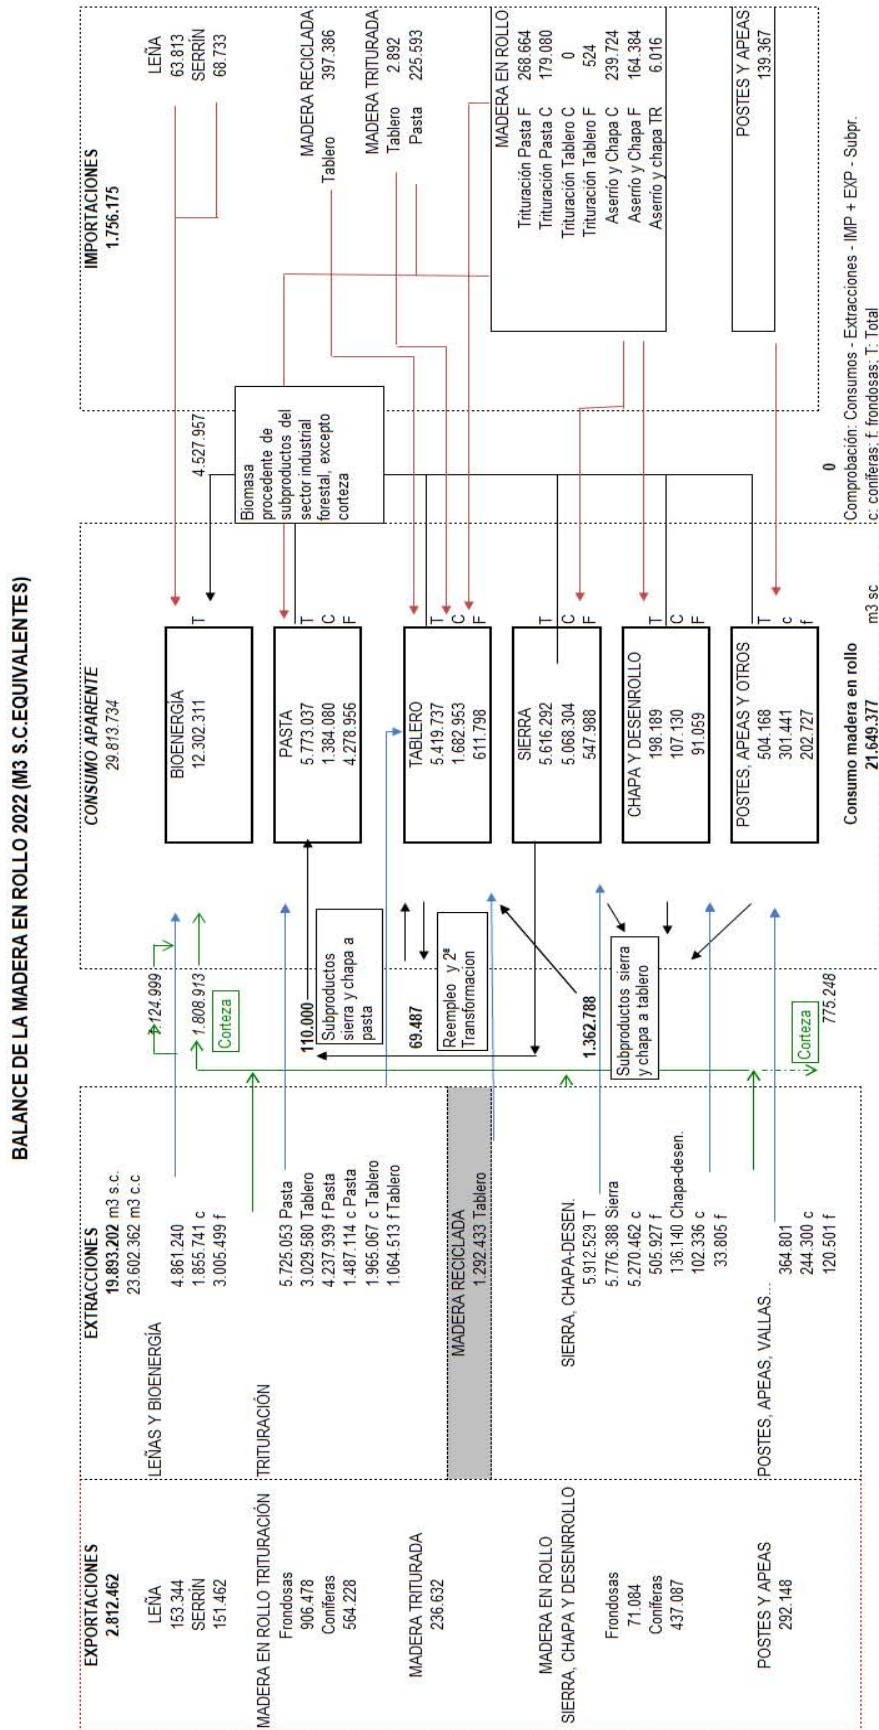 BALANCE DE LA MADERA EN ROLLO 2022 (M3 S.C.EQUIVALENTES)
EXPORTACIONES
2.812.462
LEÑA
153.344
SERRÍN
151.462
MADERA EN ROLLO TRITURACIÓN
Frondosas
906.478
Coníferas
564.228
MADERA TRITURADA
236.632
MADERA EN ROLLO
SIERRA, CHAPA Y DESENRROLLO
Frondosas
71.084
Coníferas
437.087
POSTES Y APEAS
292.148
EXTRACCIONES
19.893.202 m3 s.c.
23.602.362 m3 c.c
LEÑAS Y BIOENERGÍA
4.861.240
1.855.741 c
3.005.499 f
TRITURACIÓN
5.725.053 Pasta
3.029.580 Tablero
4.237.939 f Pasta
1.487.114 c Pasta
1.965.067 c Tablero
1.064.513 f Tablero
MADERA RECICLADA
1.292.433 Tablero
SIERRA, CHAPA-DESEN.
5.912.529 T
5.776.388 Sierra
5.270.462 c
505.927 f
136.140 Chapa-desen.
102.336 c
33.805 f
POSTES, APEAS, VALLAS...
364.801
244.300 c
120.501 f
.124.999
1.808.913
Corteza
110.000
Subproductos
sierra y chapa a
pasta
69.487
Reempleo y 2ª
Transformacion
1.362.788
Subproductos sierra
y chapa a tablero
Corteza
775.248
CONSUMO APARENTE
29.813.734
BIOENERGÍA
12.302.311 T
PASTA
5.773.037 T
1.384.080 C
4.278.956 F
TABLERO
5.419.737 T
1.682.953 C
611.798 F
SIERRA
5.616.292 T
5.068.304 C
547.988 F
CHAPA Y DESENROLLO
198.189 T
107.130 C
91.059 F
POSTES, APEAS Y OTROS
504.168 T
301.441 c
202.727 f
Consumo madera en rollo
21.649.377 m3 sc
4.527.957
Biomasa
procedente de
subproductos del
sector industrial
forestal, excepto
corteza
IMPORTACIONES
1.756.175
LEÑA
63.813
SERRÍN
68.733
MADERA RECICLADA
Tablero 397.386
MADERA TRITURADA
Tablero 2.892
Pasta 225.593
MADERA EN ROLLO
Trituración Pasta F 268.664
Trituración Pasta C 179.080
Trituración Tablero C 0
Trituración Tablero F 524
Aserrío y Chapa C 239.724
Aserrío y Chapa F 164.384
Aserrío y chapa TR 6.016
POSTES Y APEAS
139.367
0
Comprobación: Consumos - Extracciones - IMP + EXP - Subpr.
c: coníferas; f: frondosas; T: Total